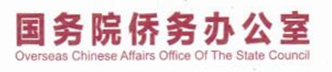 国务院侨务办公室
Overseas Chinese Affairs Office Of The State Council